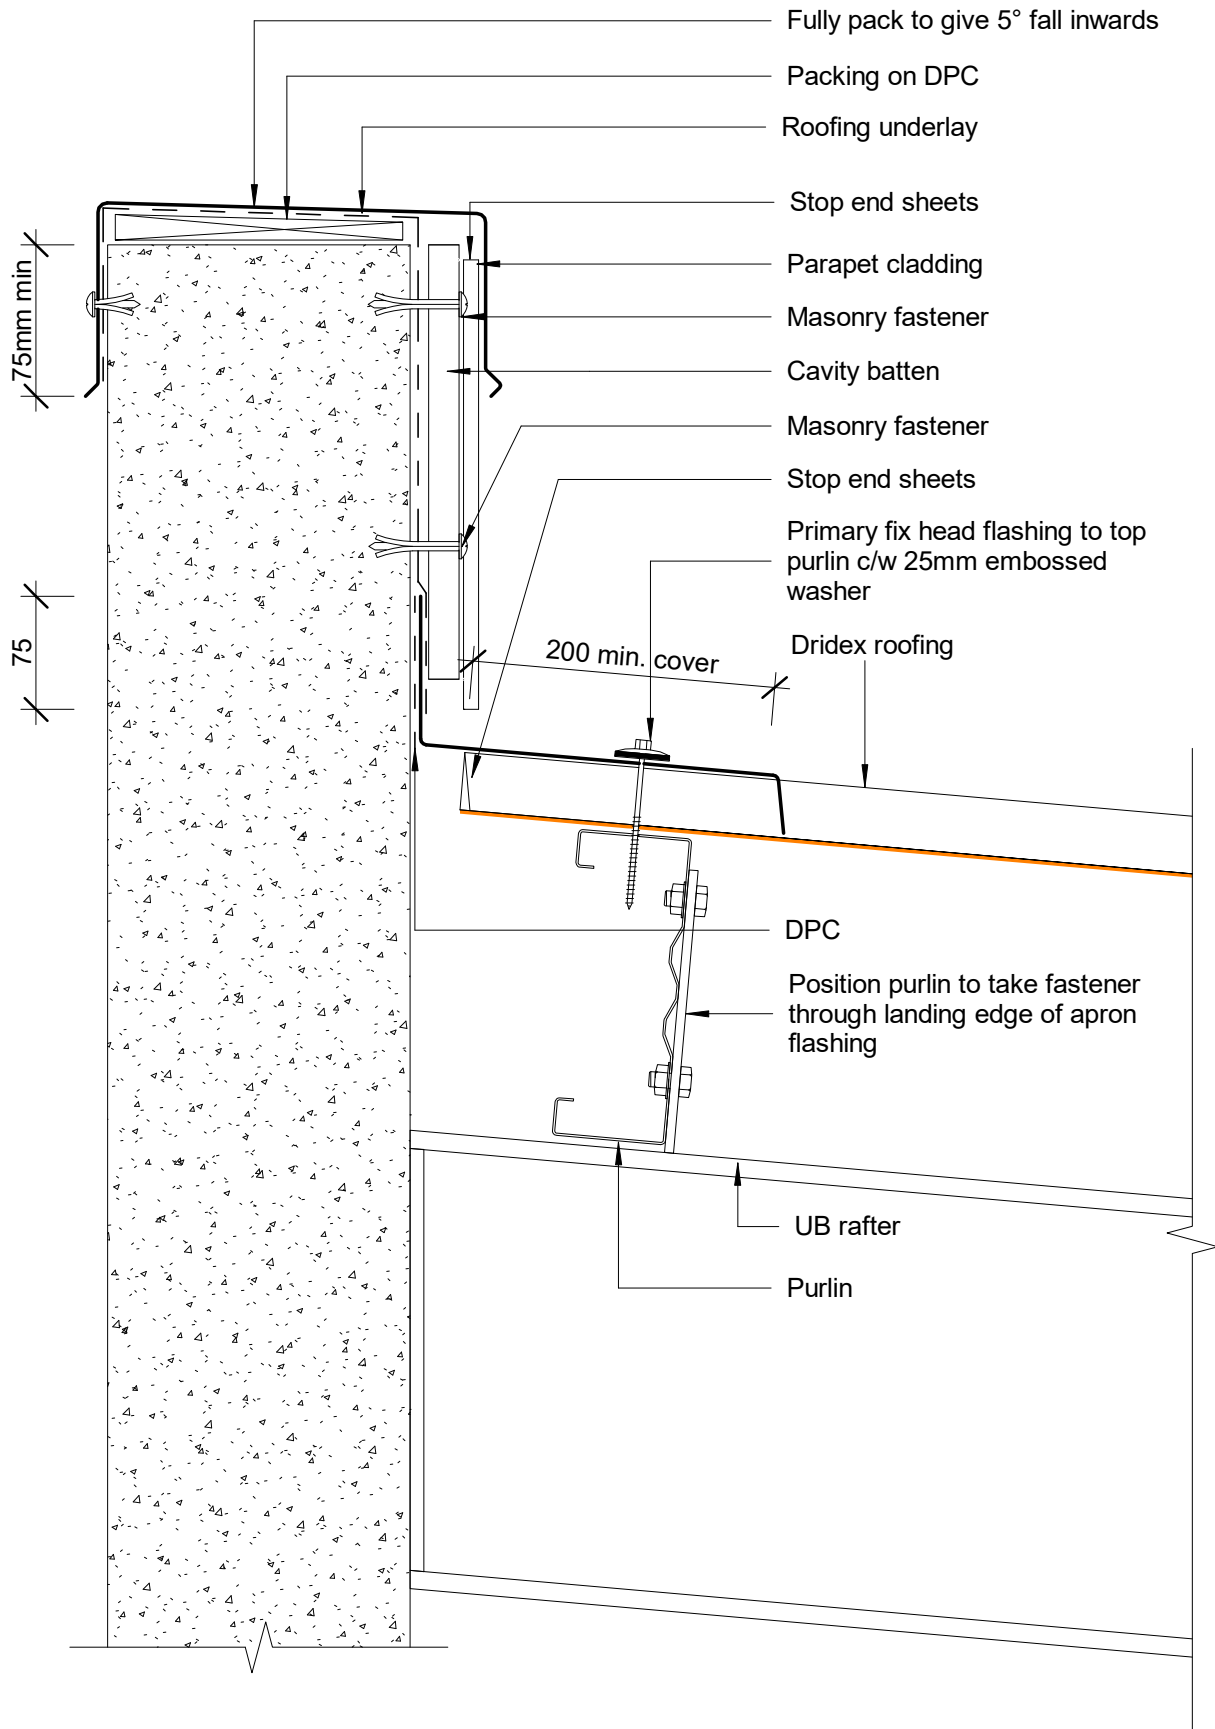 Fully pack to give 5° fall inwards
Packing on DPC
Roofing underlay
Stop end sheets
Parapet cladding
75mm min
Masonry fastener
Cavity batten
Masonry fastener
Stop end sheets
Primary fix head flashing to top
purlin c/w 25mm embossed
washer
75
200 min. cover
Dridex roofing
DPC
Position purlin to take fastener
through landing edge of apron
flashing
UB rafter
Purlin